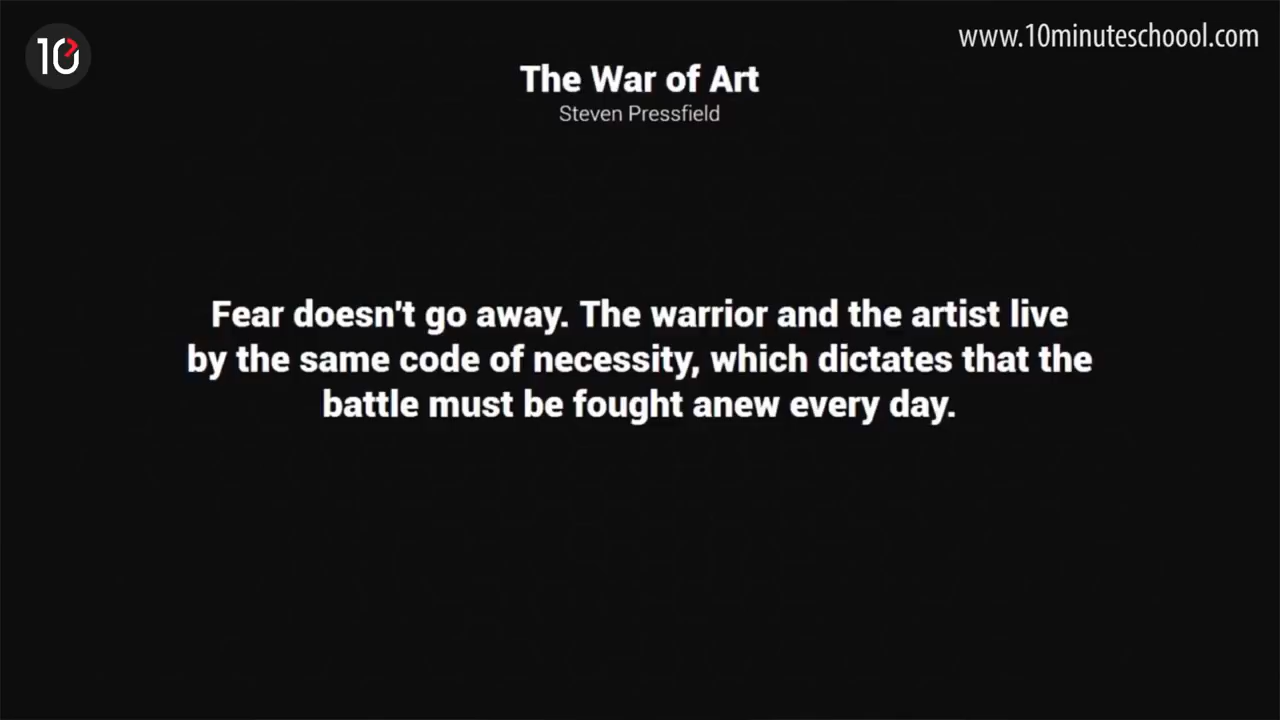 10
www.10minuteschoool.com
The War of Art
Steven Pressfield
Fear doesn't go away. The warrior and the artist live
by the same code of necessity, which dictates that the
battle must be fought anew every day.